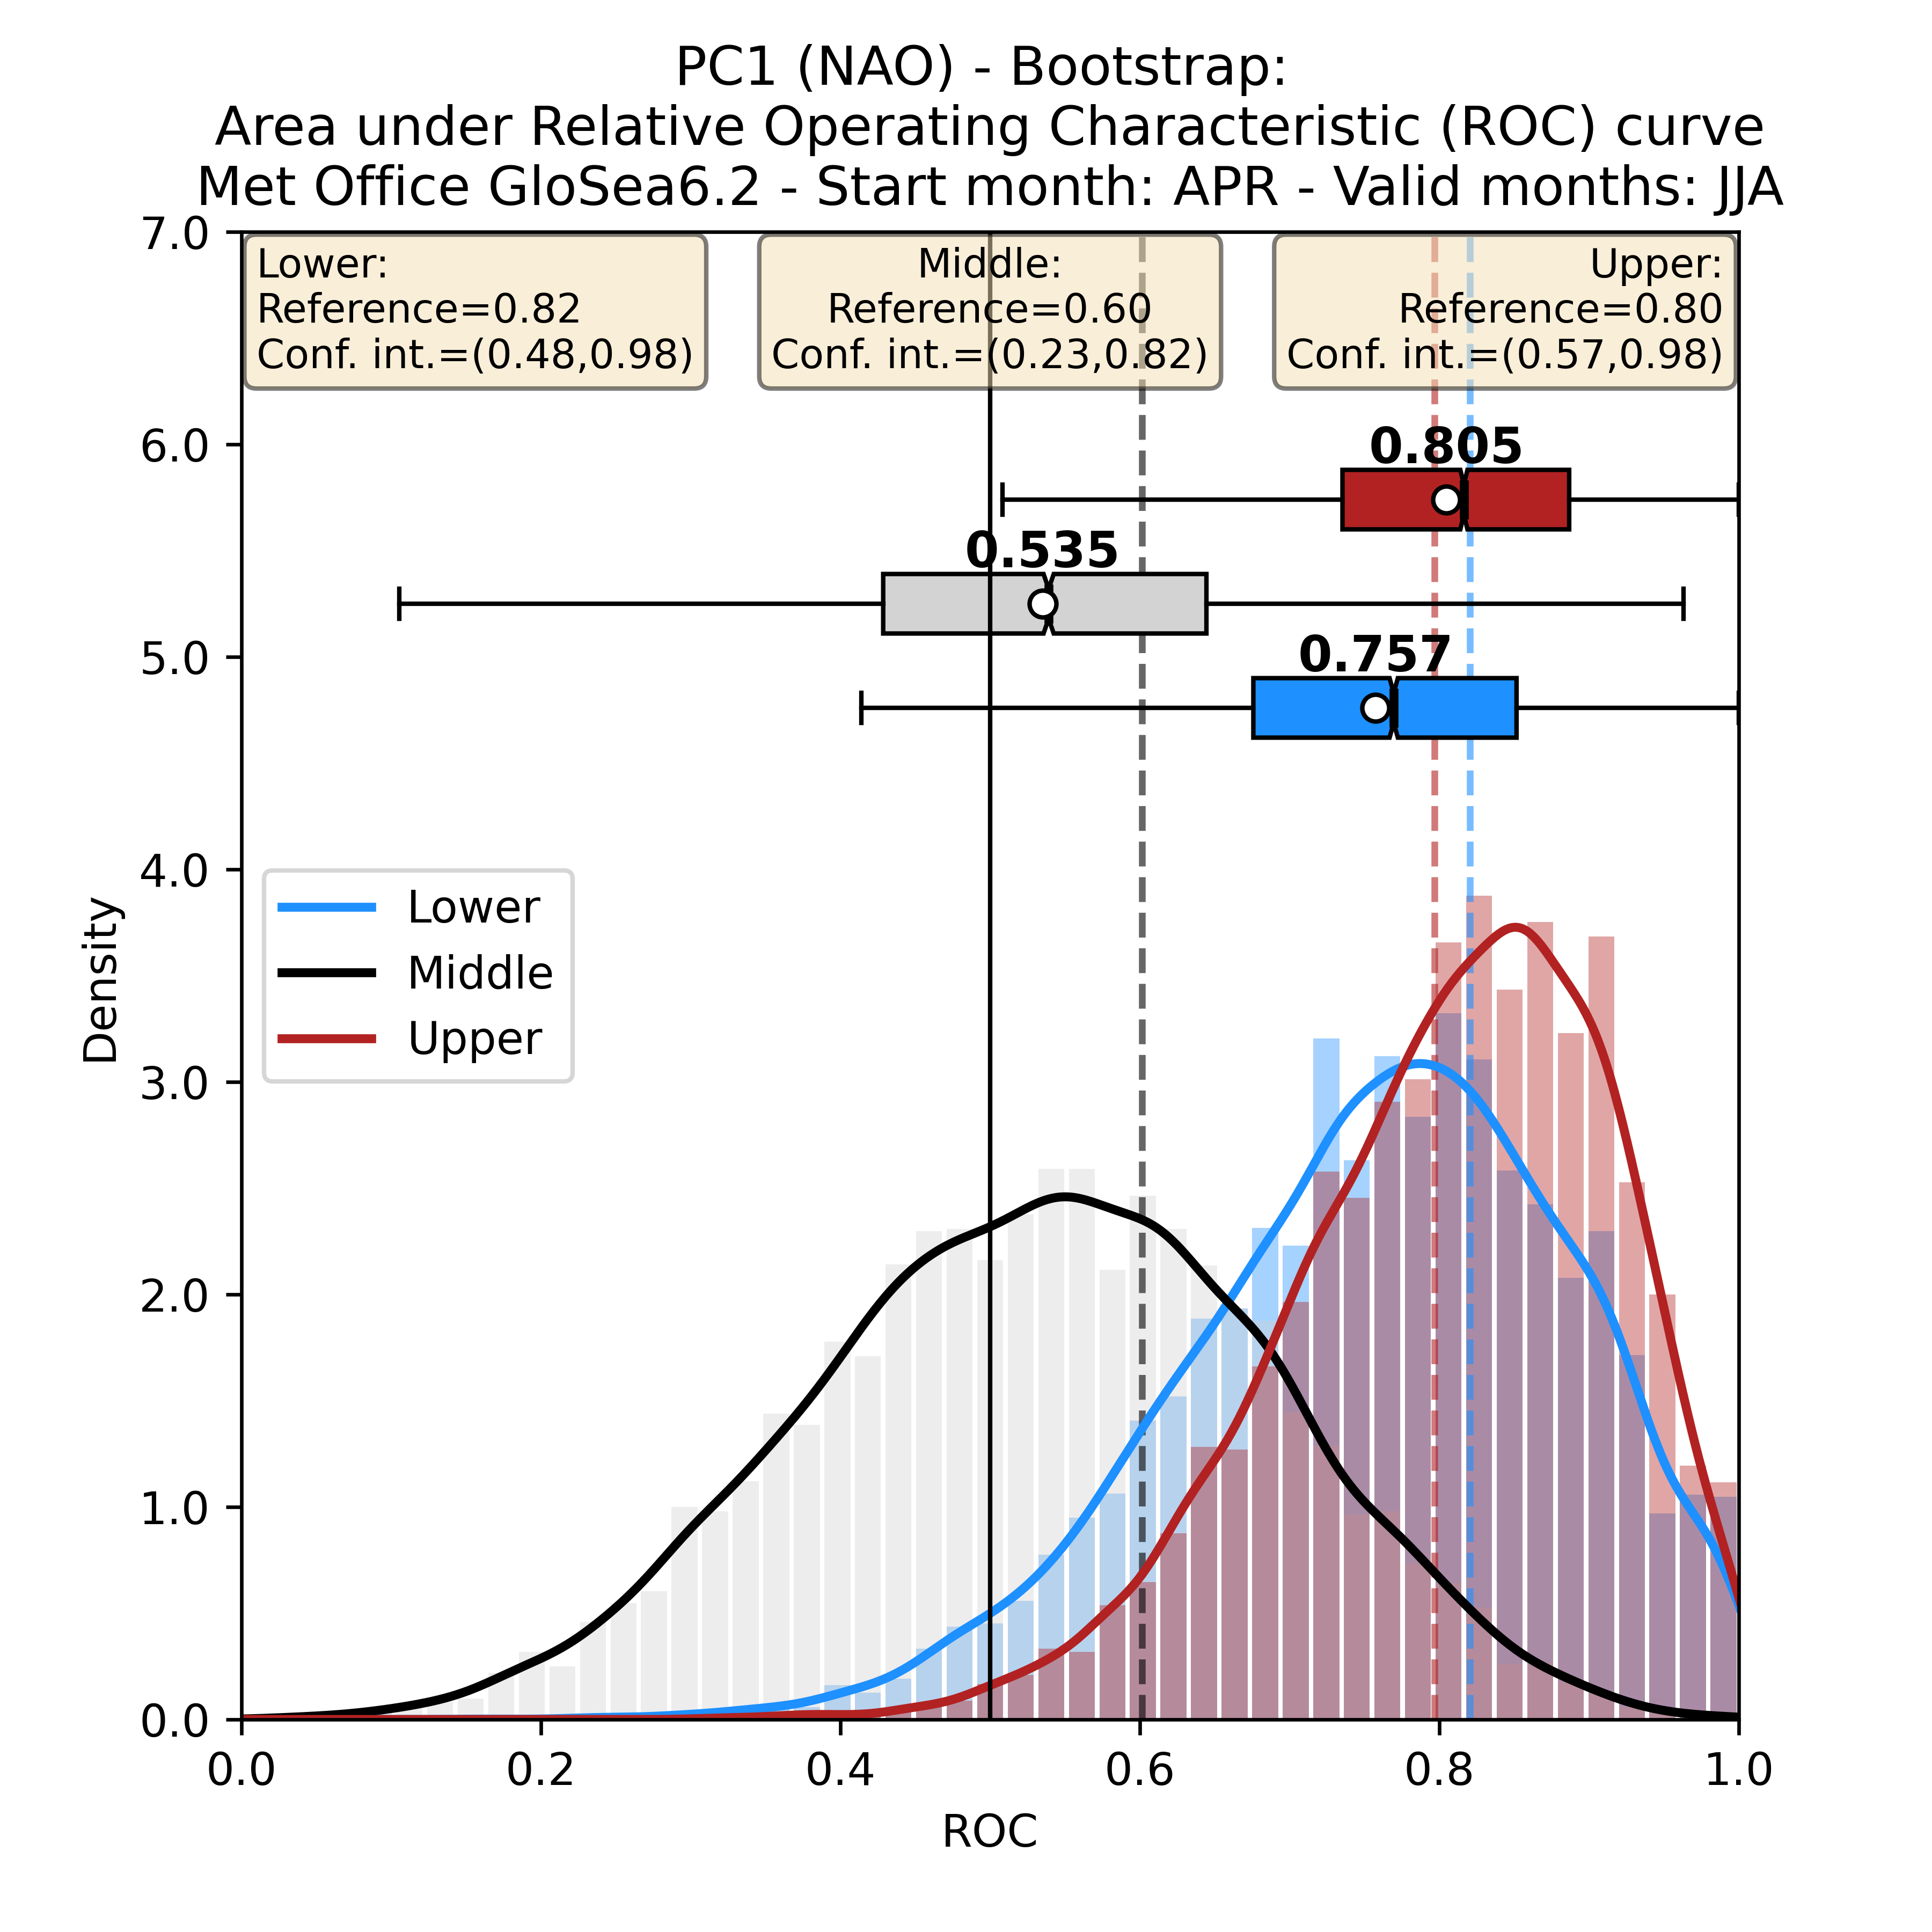 PC1 (NAO) - Bootstrap:
Area under Relative Operating Characteristic (ROC) curve
Met Office GloSea6.2 - Start month: APR - Valid months: JJA
Lower:
Reference=0.82
Conf. int.=(0.48,0.98)
Middle:
Reference=0.60
Conf. int.=(0.23,0.82)
Upper:
Reference=0.80
Conf. int.=(0.57,0.98)
0.805
0.535
0.757
Lower
Middle
Upper
Density
7.0
6.0
5.0
4.0
3.0
2.0
1.0
0.0
0.0 0.2 0.4 0.6 0.8 1.0
ROC